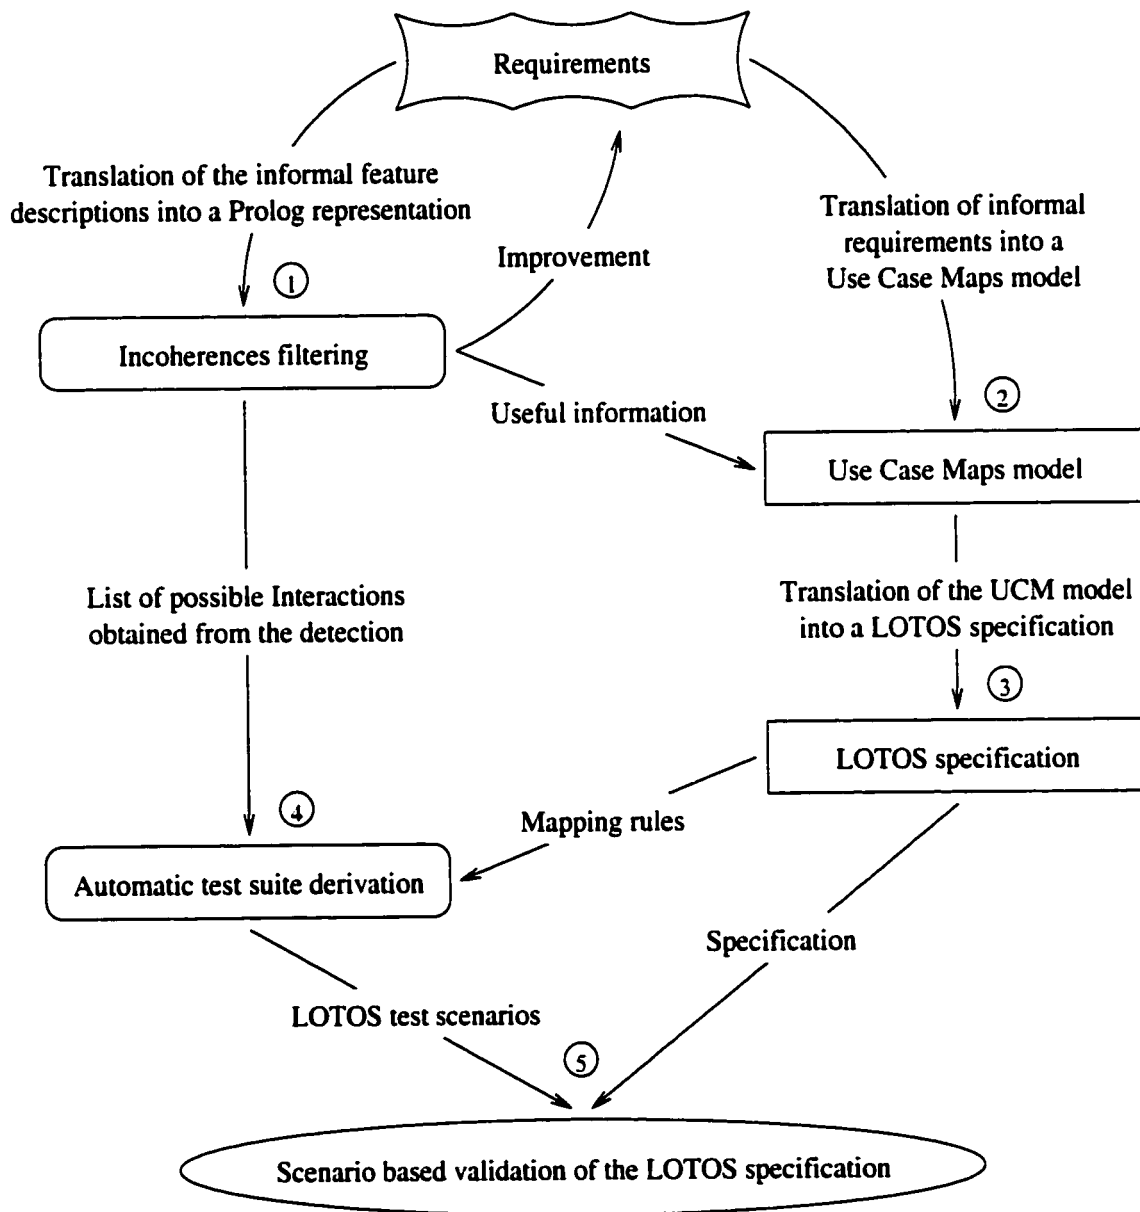 Requirements
Translation of the informal feature
descriptions into a Prolog representation
Improvement
Translation of informal
requirements into a
Use Case Maps model
1
Incoherences filtering
Useful information
2
Use Case Maps model
List of possible Interactions
obtained from the detection
Translation of the UCM model
into a LOTOS specification
3
LOTOS specification
4
Mapping rules
Automatic test suite derivation
Specification
LOTOS test scenarios
5
Scenario based validation of the LOTOS specification